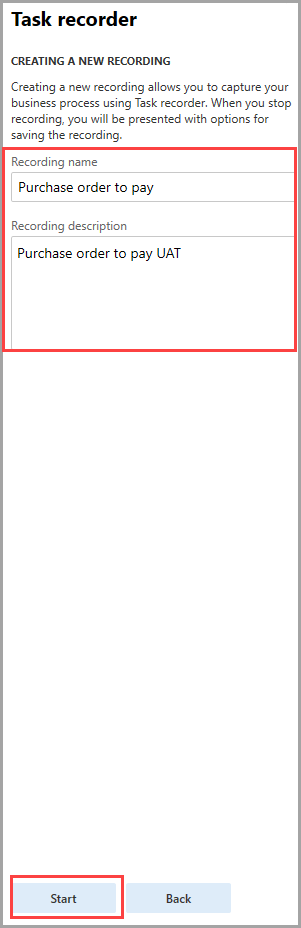 Task recorder
CREATING A NEW RECORDING
Creating a new recording allows you to capture your
business process using Task recorder. When you stop
recording, you will be presented with options for
saving the recording.
Recording name
Purchase order to pay
Recording description
Purchase order to pay UAT
Start
Back